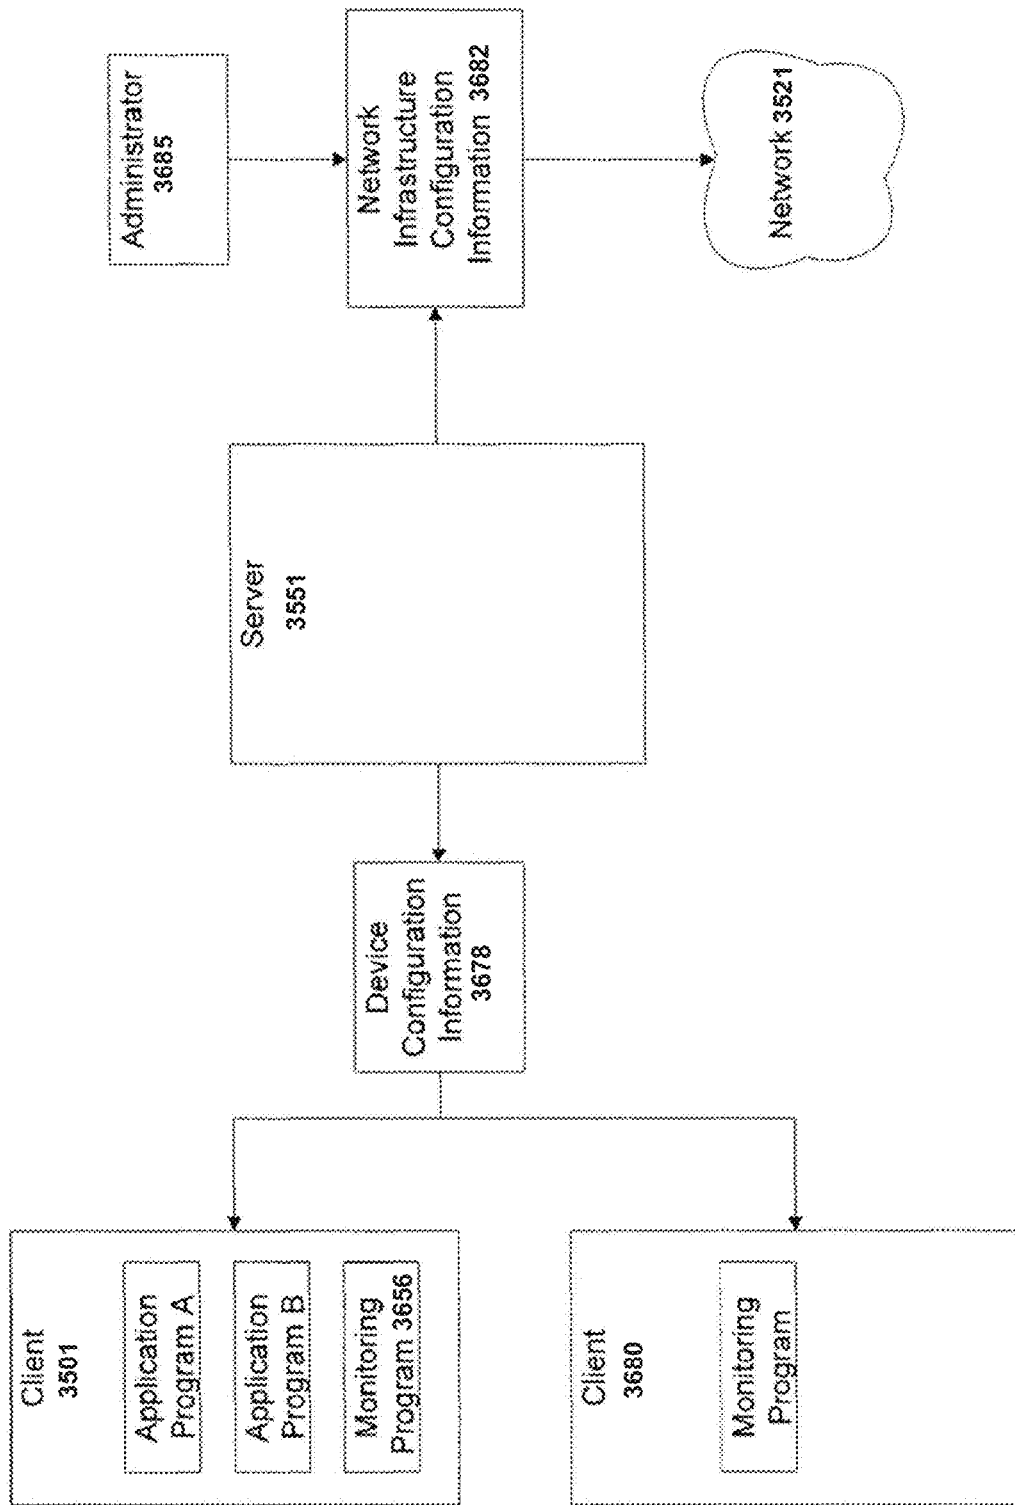 Client
3501
Application
Program A
Application
Program B
Monitoring
Program 3656
Client
3680
Monitoring
Program
Device
Configuration
Information
3678
Server
3551
Administrator
3685
Network
Infrastructure
Configuration
Information 3682
Network 3521